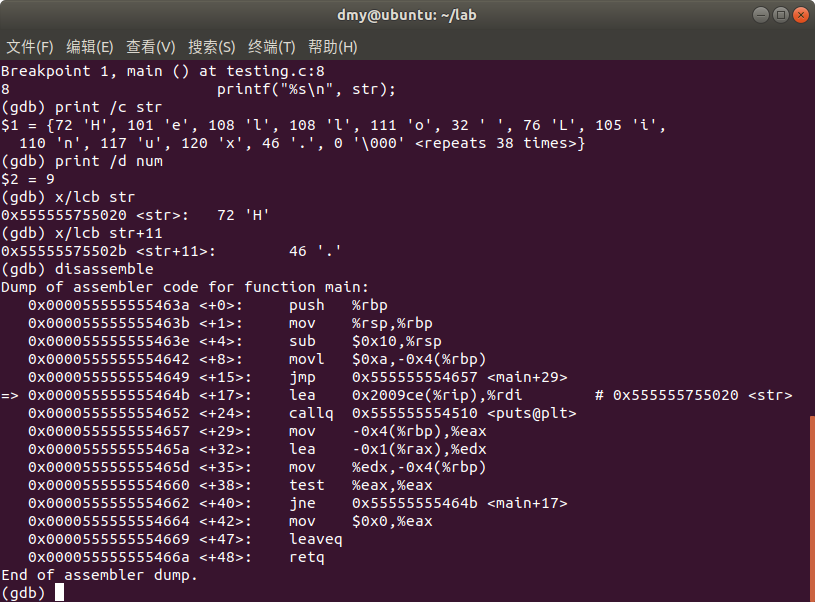 dmy@ubuntu: ~/lab
文件(F) 编辑(E) 查看(V) 搜索(S) 终端(T) 帮助(H)
Breakpoint 1, main () at testing.c:8
8                       printf("%s\n", str);
(gdb) print /c str
$1 = {72 'H', 101 'e', 108 'l', 108 'l', 111 'o', 32 ' ', 76 'L', 105 'i',
  110 'n', 117 'u', 120 'x', 46 '.', 0 '\000' <repeats 38 times>}
(gdb) print /d num
$2 = 9
(gdb) x/lcb str
0x555555755020 <str>:   72 'H'
(gdb) x/lcb str+11
0x55555575502b <str+11>:        46 '.'
(gdb) disassemble
Dump of assembler code for function main:
   0x000055555555463a <+0>:     push   %rbp
   0x000055555555463b <+1>:     mov    %rsp,%rbp
   0x000055555555463e <+4>:     sub    $0x10,%rsp
   0x0000555555554642 <+8>:     movl   $0xa,-0x4(%rbp)
   0x0000555555554649 <+15>:    jmp    0x555555554657 <main+29>
=> 0x000055555555464b <+17>:    lea    0x2009ce(%rip),%rdi        # 0x555555755020 <str>
   0x0000555555554652 <+24>:    callq  0x555555554510 <puts@plt>
   0x0000555555554657 <+29>:    mov    -0x4(%rbp),%eax
   0x000055555555465a <+32>:    lea    -0x1(%rax),%edx
   0x000055555555465d <+35>:    mov    %edx,-0x4(%rbp)
   0x0000555555554660 <+38>:    test   %eax,%eax
   0x0000555555554662 <+40>:    jne    0x55555555464b <main+17>
   0x0000555555554664 <+42>:    mov    $0x0,%eax
   0x0000555555554669 <+47>:    leaveq
   0x000055555555466a <+48>:    retq
End of assembler dump.
(gdb)